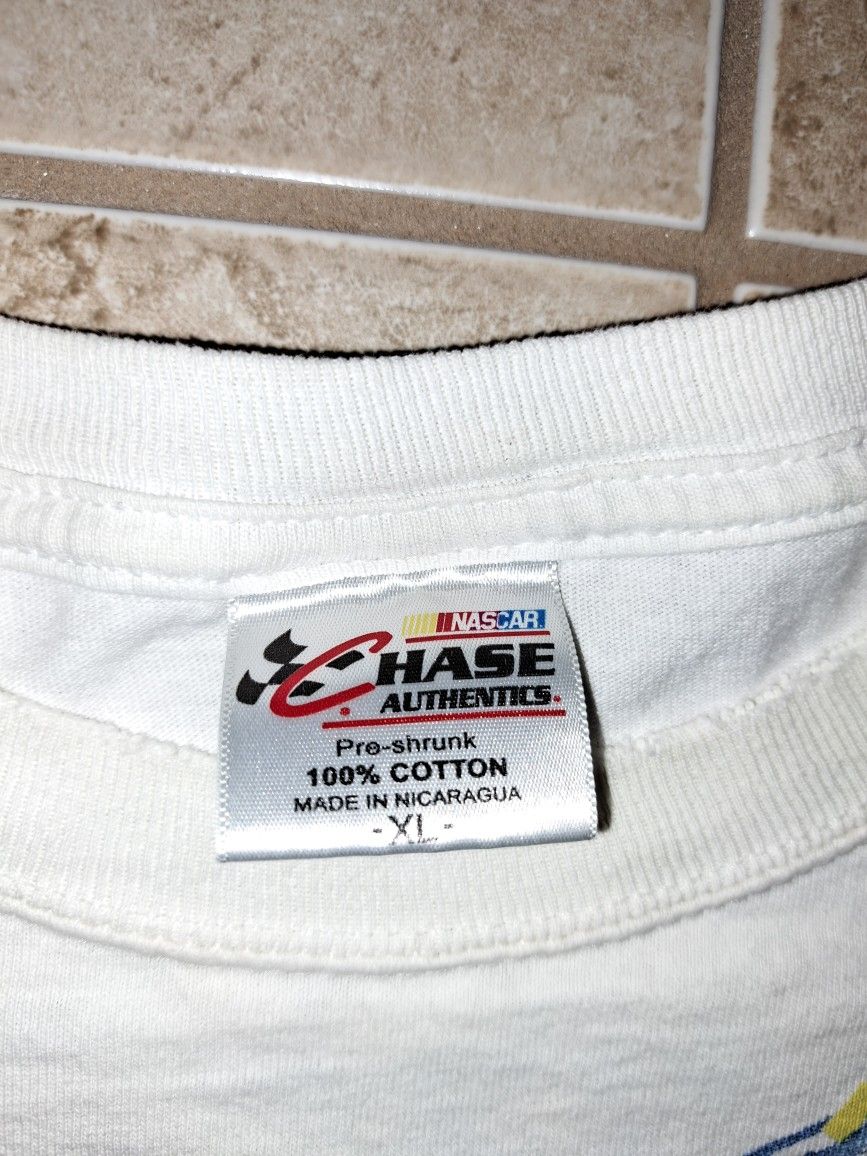 NASCAR
CHASE
AUTHENTICS
Pre-shrunk
100% COTTON
MADE IN NICARAGUA
-XL-